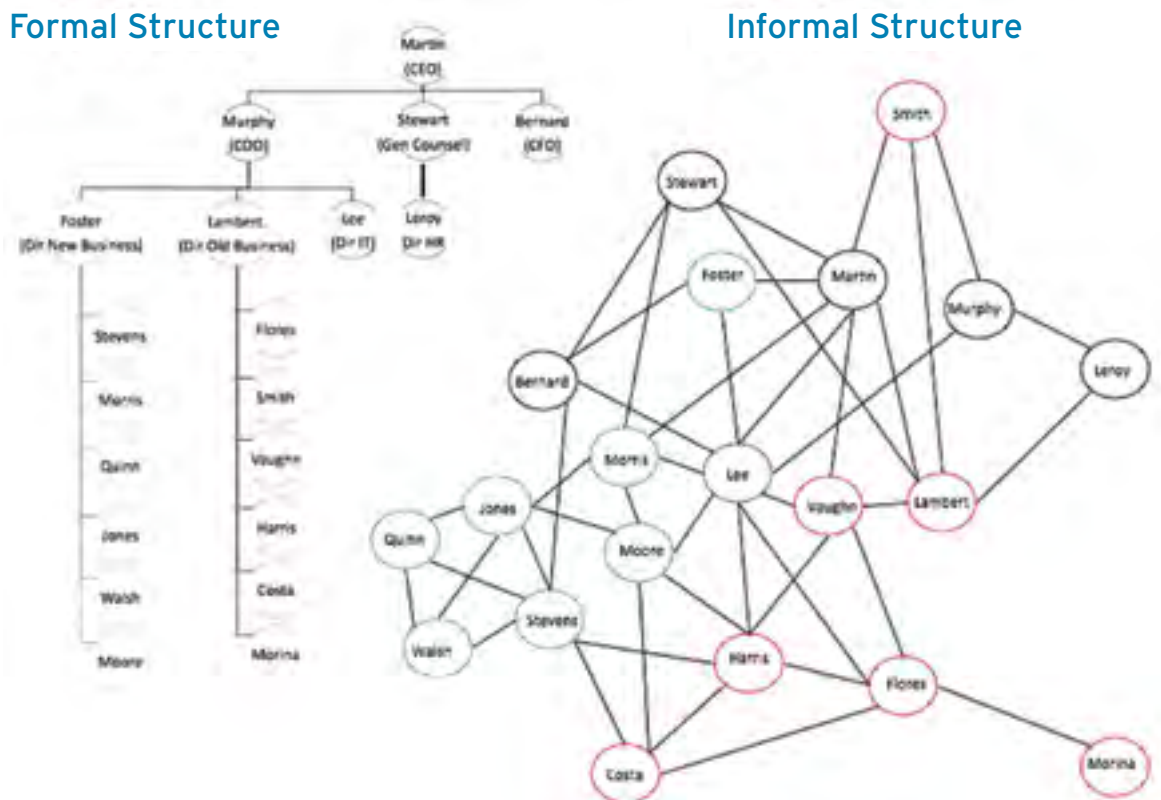 Formal Structure
Informal Structure
Martin
(CEO)
Murphy
(COO)
Stewart
(Gen Counsel)
Bernard
(CFO)
Foster
(Dir New Business)
Lambert
(Dir Old Business)
Lee
(Dir IT)
Leroy
Dir HR
Stevens
Morris
Quinn
Jones
Walsh
Moore
Flores
Smith
Vaughn
Harris
Costa
Morina
Smith
Stewart
Foster
Martin
Murphy
Leroy
Bernard
Morris
Lee
Vaughn
Lambert
Jones
Quinn
Moore
Stevens
Walsh
Harris
Flores
Costa
Morina